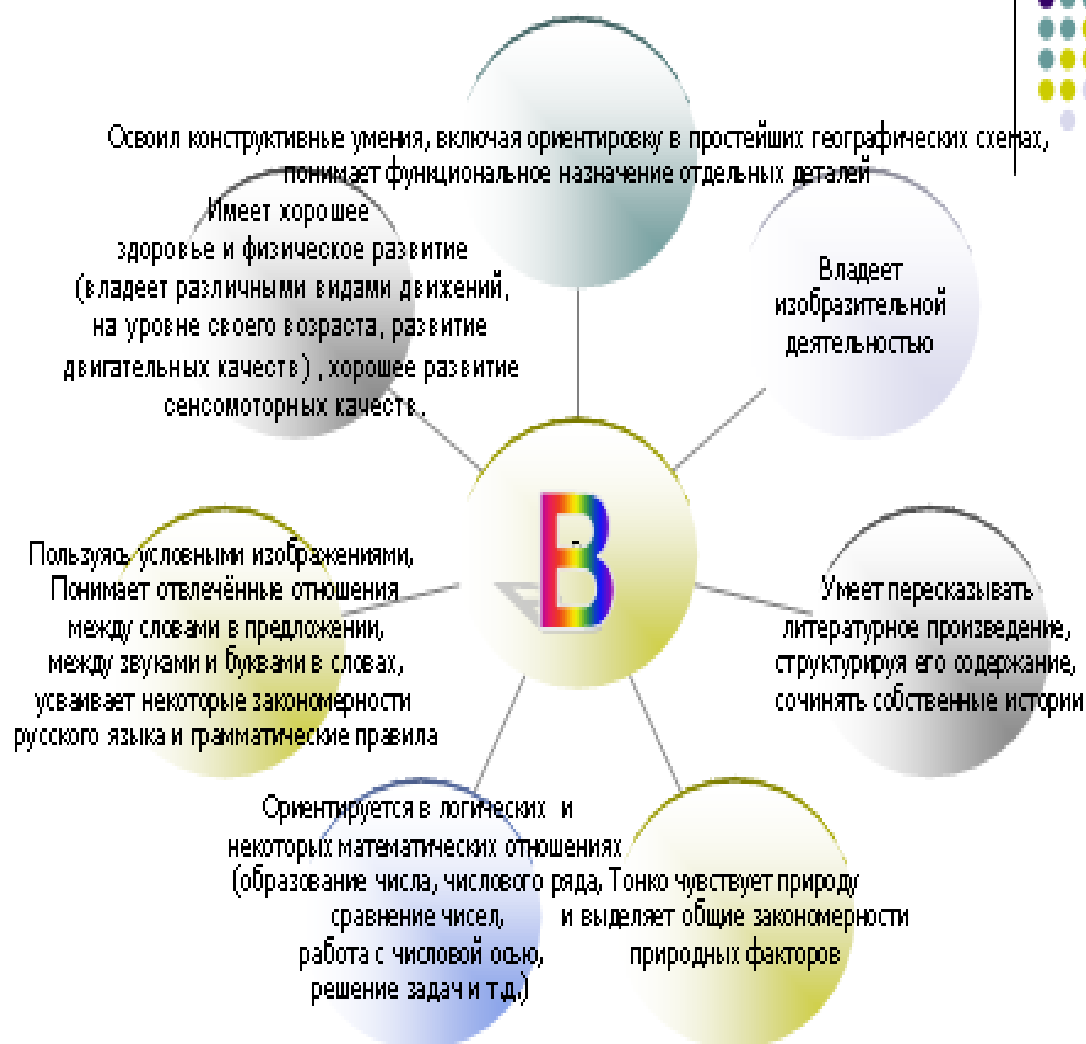 Освоил конструктивные умения, включая ориентировку в простейших географических схемах,
понимает функциональное назначение отдельных деталей
Имеет хорошее
здоровье и физическое развитие
(владеет различными видами движений,
на уровне своего возраста, развитие
двигательных качеств) , хорошее развитие
сенсомоторных качеств.
Владеет
изобразительной
деятельностью
В
Пользуясь условными изображениями,
Понимает отвлечённые отношения
между словами в предложении,
между звуками и буквами в словах,
усваивает некоторые закономерности
русского языка и грамматические правила
Умеет пересказывать
литературное произведение,
структурируя его содержание,
сочинять собственные истории
Ориентируется в логических и
некоторых математических отношениях
(образование числа, числового ряда,
сравнение чисел,
работа с числовой осью,
решение задач и т.д.)
Тонко чувствует природу
и выделяет общие закономерности
природных факторов